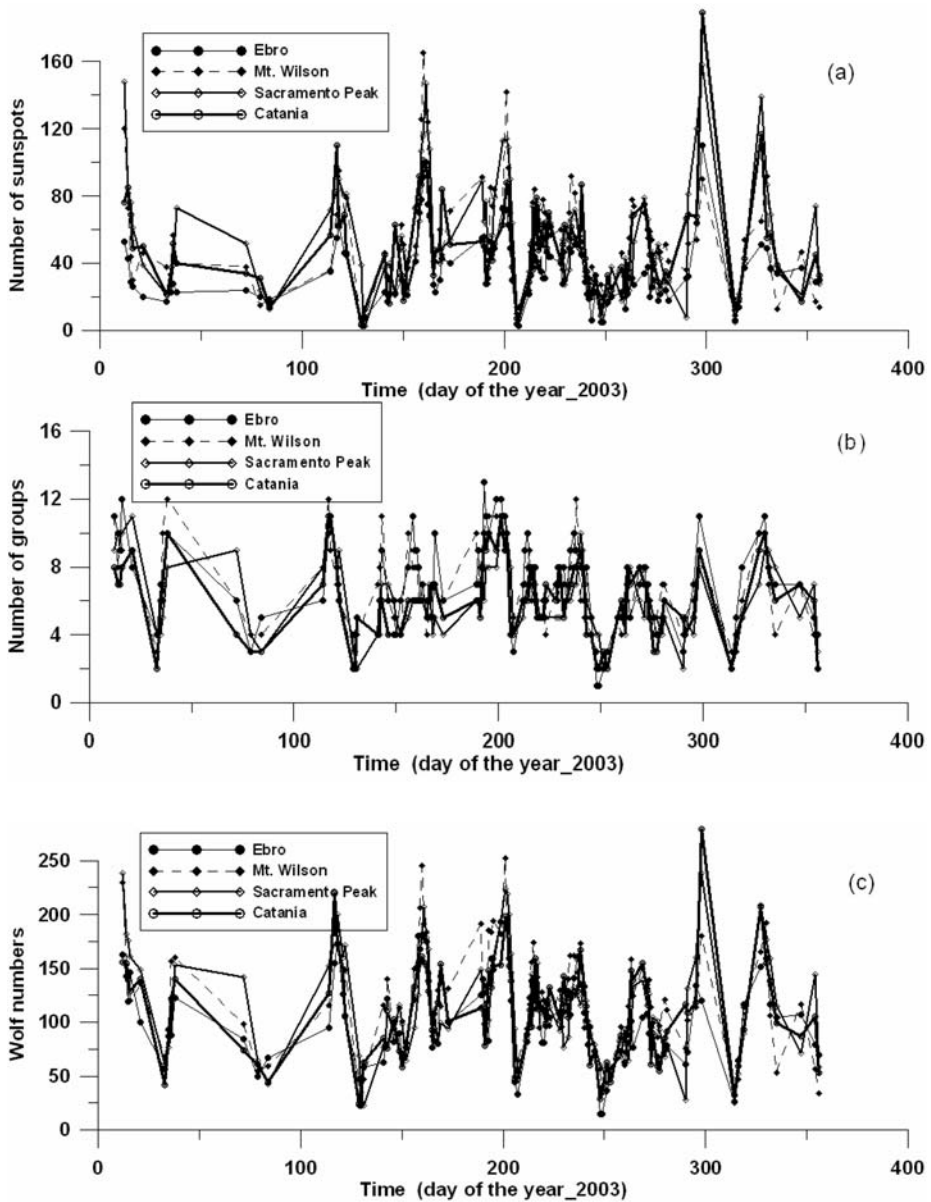 Ebro
Mt. Wilson
Sacramento Peak
Catania
(a)
Number of sunspots
160
120
80
40
0
0 100 200 300 400
Time (day of the year_2003)
Ebro
Mt. Wilson
Sacramento Peak
Catania
(b)
Number of groups
16
12
8
4
0
0 100 200 300 400
Time (day of the year_2003)
Ebro
Mt. Wilson
Sacramento Peak
Catania
(c)
Wolf numbers
250
200
150
100
50
0
0 100 200 300 400
Time (day of the year_2003)